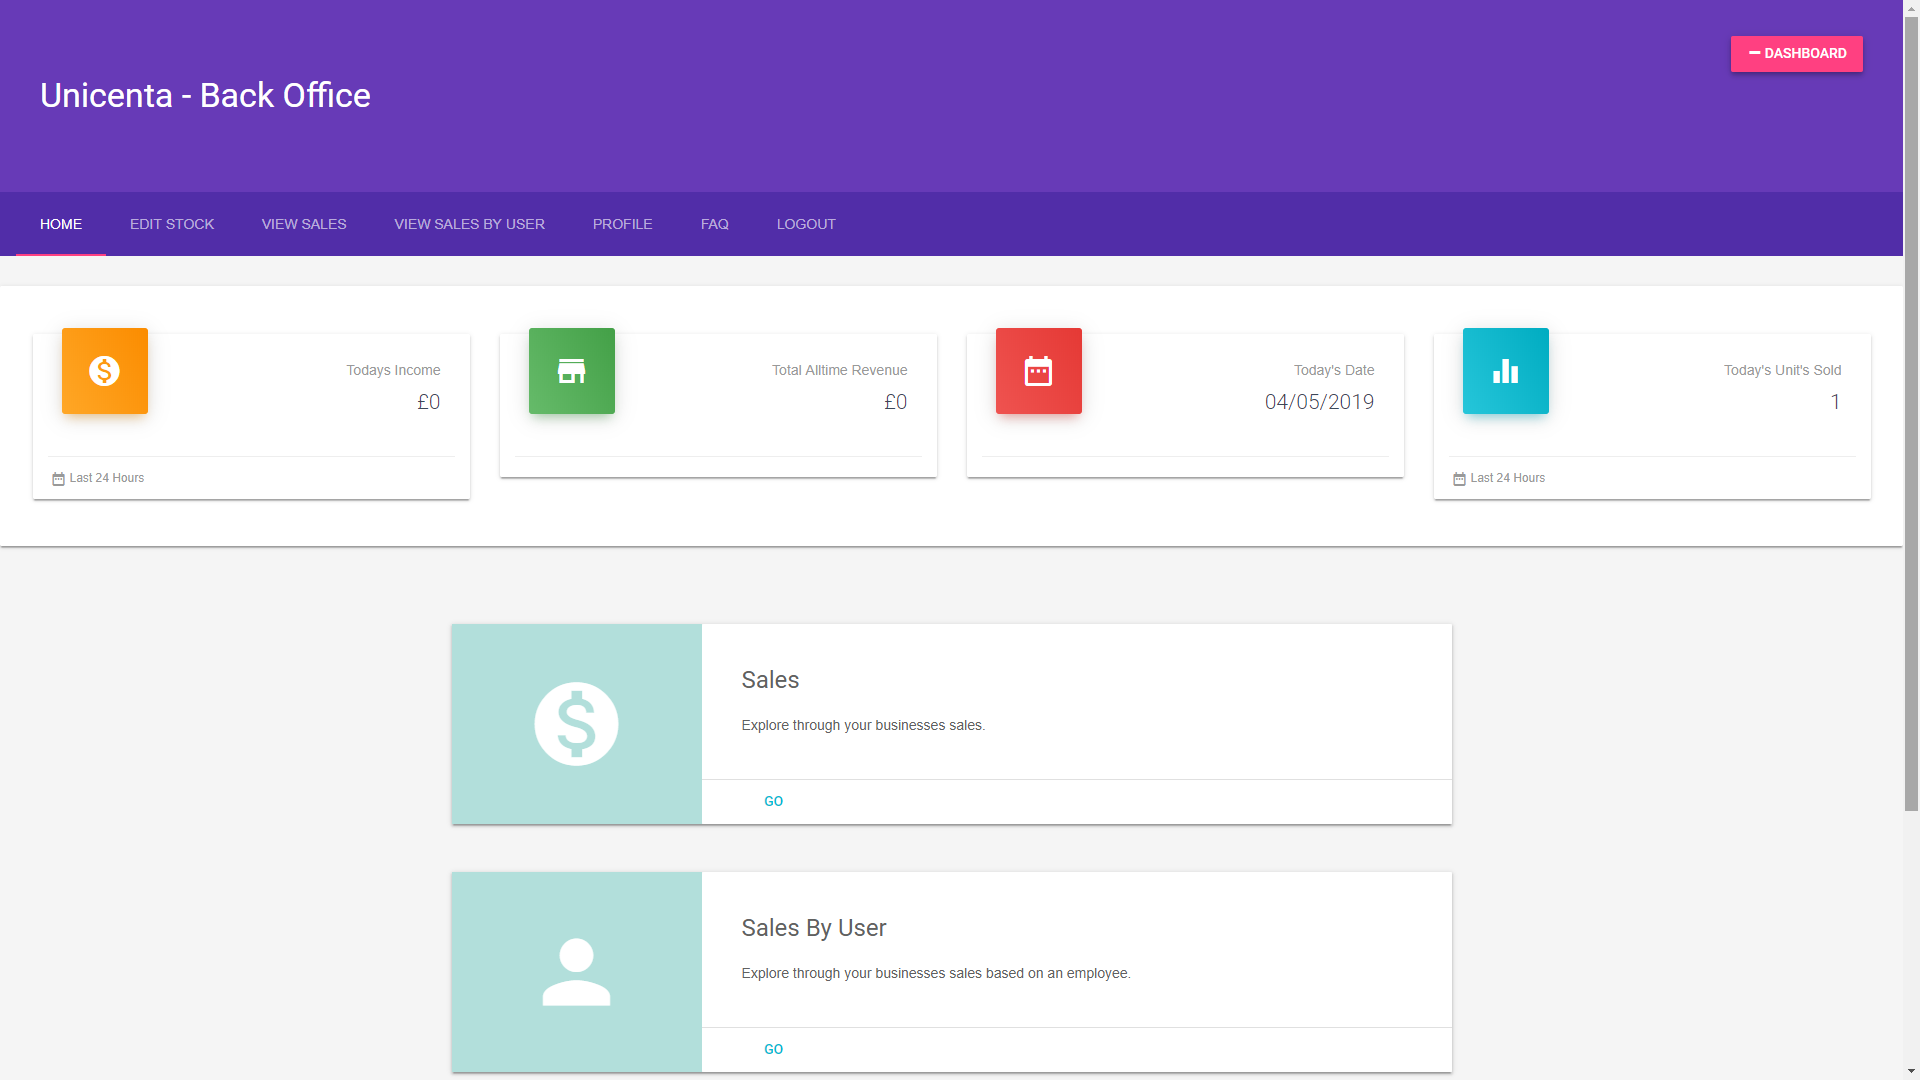 DASHBOARD
Unicenta - Back Office
HOME EDIT STOCK VIEW SALES VIEW SALES BY USER PROFILE FAQ LOGOUT
Todays Income
£0
Last 24 Hours
Total Alltime Revenue
£0
Today's Date
04/05/2019
Today's Unit's Sold
1
Last 24 Hours
Sales
Explore through your businesses sales.
GO
Sales By User
Explore through your businesses sales based on an employee.
GO